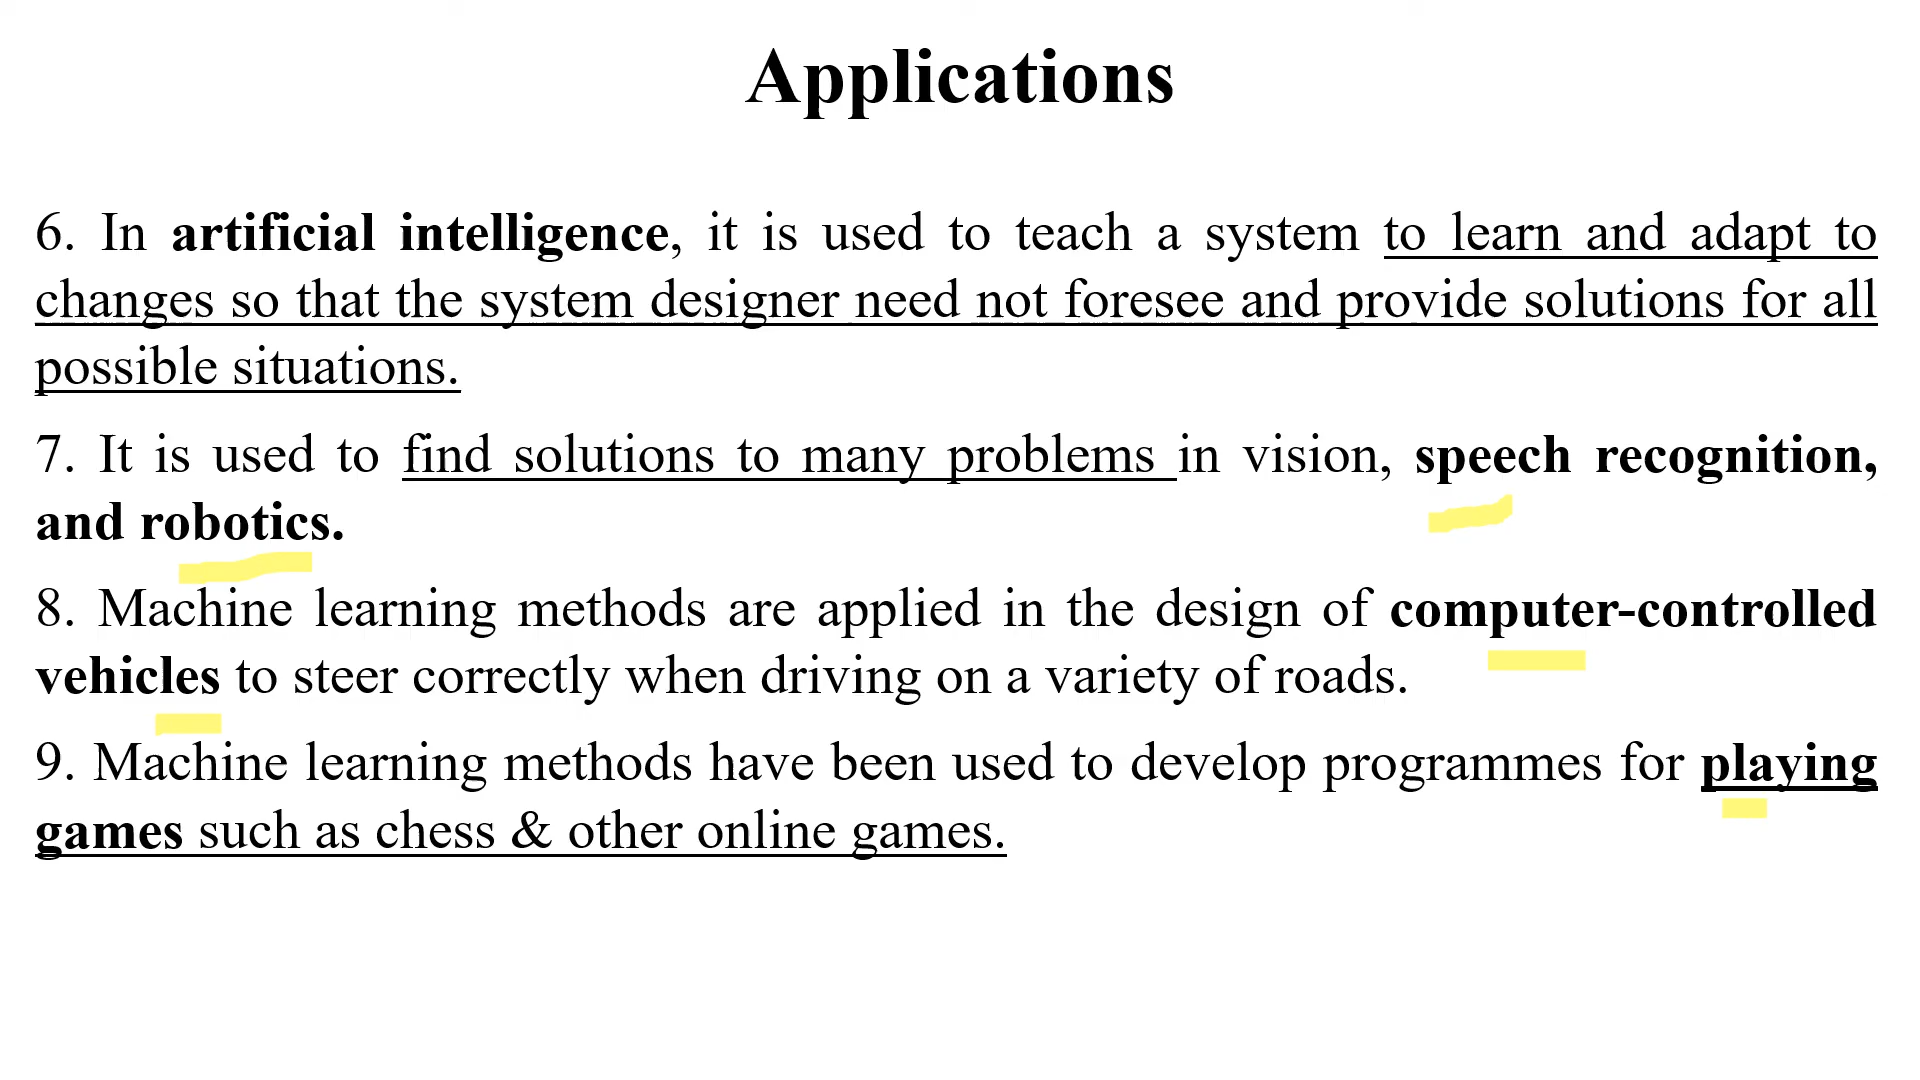 Applications
6. In artificial intelligence, it is used to teach a system to learn and adapt to
changes so that the system designer need not foresee and provide solutions for all
possible situations.
7. It is used to find solutions to many problems in vision, speech recognition,
and robotics.
8. Machine learning methods are applied in the design of computer-controlled
vehicles to steer correctly when driving on a variety of roads.
9. Machine learning methods have been used to develop programmes for playing
games such as chess & other online games.